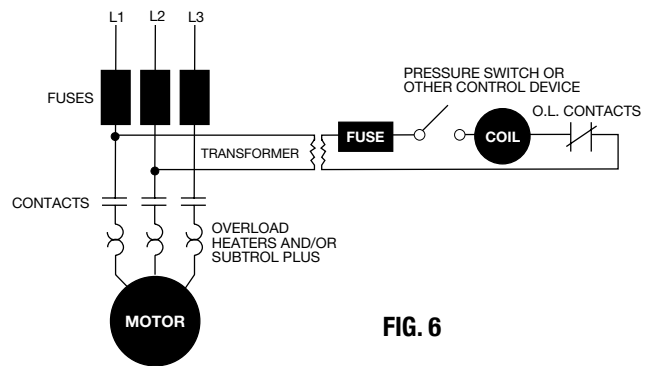 L1 L2 L3
FUSES
PRESSURE SWITCH OR
OTHER CONTROL DEVICE
O.L. CONTACTS
FUSE
COIL
TRANSFORMER
CONTACTS
OVERLOAD
HEATERS AND/OR
SUBTROL PLUS
MOTOR
FIG. 6